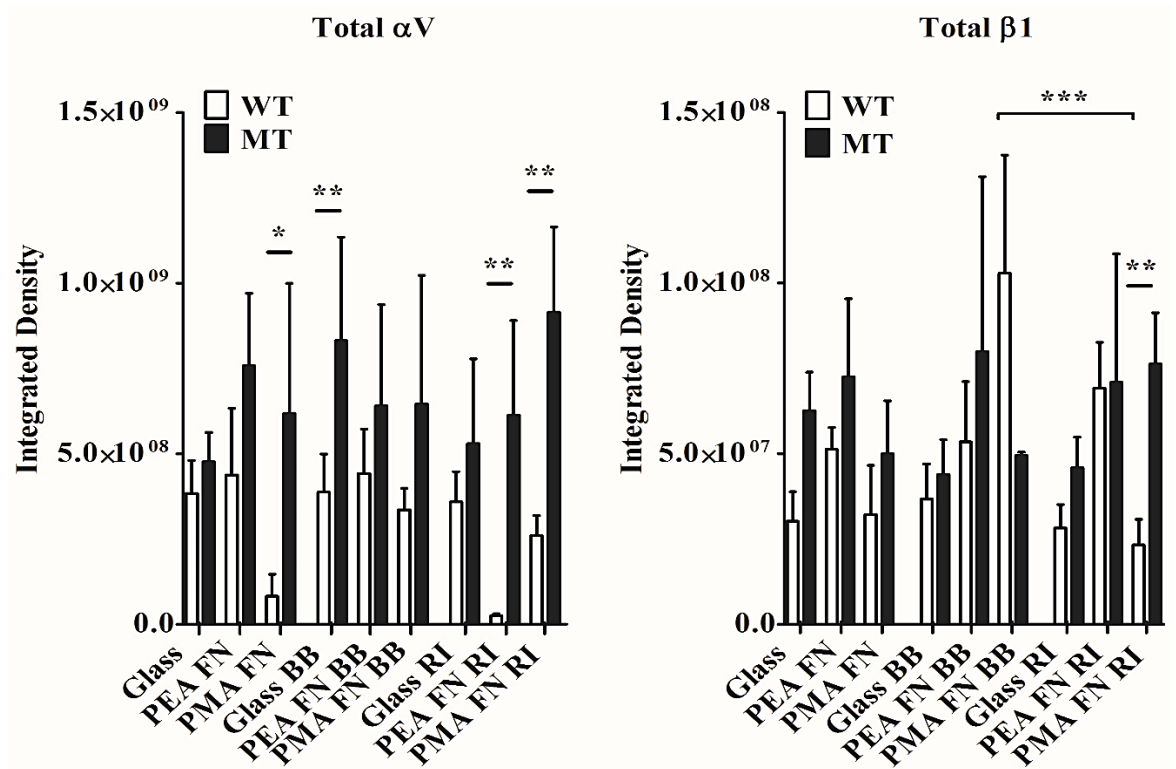 Total αV
Integrated Density
1.5×10⁰⁹
1.0×10⁰⁹
5.0×10⁰⁸
0.0
WT
MT
*
**
**
**
Glass
PEA FN
PMA FN
Glass BB
PEA FN BB
PMA FN BB
Glass RI
PEA FN RI
PMA FN RI
Total β1
Integrated Density
1.5×10⁰⁸
1.0×10⁰⁸
5.0×10⁰⁷
0.0
WT
MT
***
**
Glass
PEA FN
PMA FN
Glass BB
PEA FN BB
PMA FN BB
Glass RI
PEA FN RI
PMA FN RI